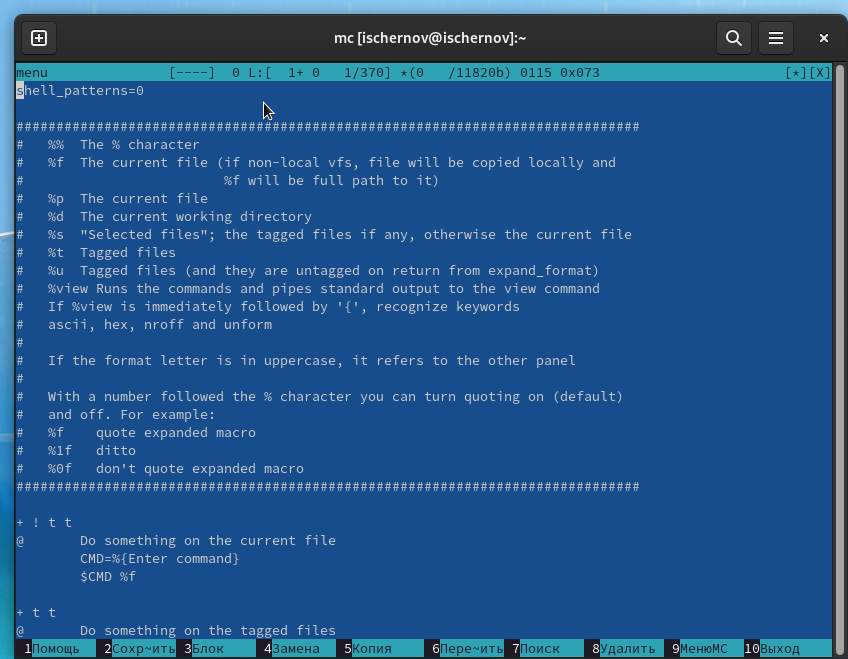 mc [ischernov@ischernov]:~
menu [----] 0 L:[ 1+ 0 1/370] *(0 /11820b) 0115 0x073 [*][X]
shell_patterns=0
##############################################################################
# %% The % character
# %f The current file (if non-local vfs, file will be copied locally and
# %f will be full path to it)
# %p The current file
# %d The current working directory
# %s "Selected files"; the tagged files if any, otherwise the current file
# %t Tagged files
# %u Tagged files (and they are untagged on return from expand_format)
# %view Runs the commands and pipes standard output to the view command
# If %view is immediately followed by '{', recognize keywords
# ascii, hex, nroff and unform
#
# If the format letter is in uppercase, it refers to the other panel
#
# With a number followed the % character you can turn quoting on (default)
# and off. For example:
# %f quote expanded macro
# %1f ditto
# %0f don't quote expanded macro
##############################################################################
+ ! t t
@ Do something on the current file
CMD=%{Enter command}
$CMD %f
+ t t
@ Do something on the tagged files
1Помощь 2Сохр~ить 3Блок 4Замена 5Копия 6Пере~ить 7Поиск 8Удалить 9МенюМС 10Выход